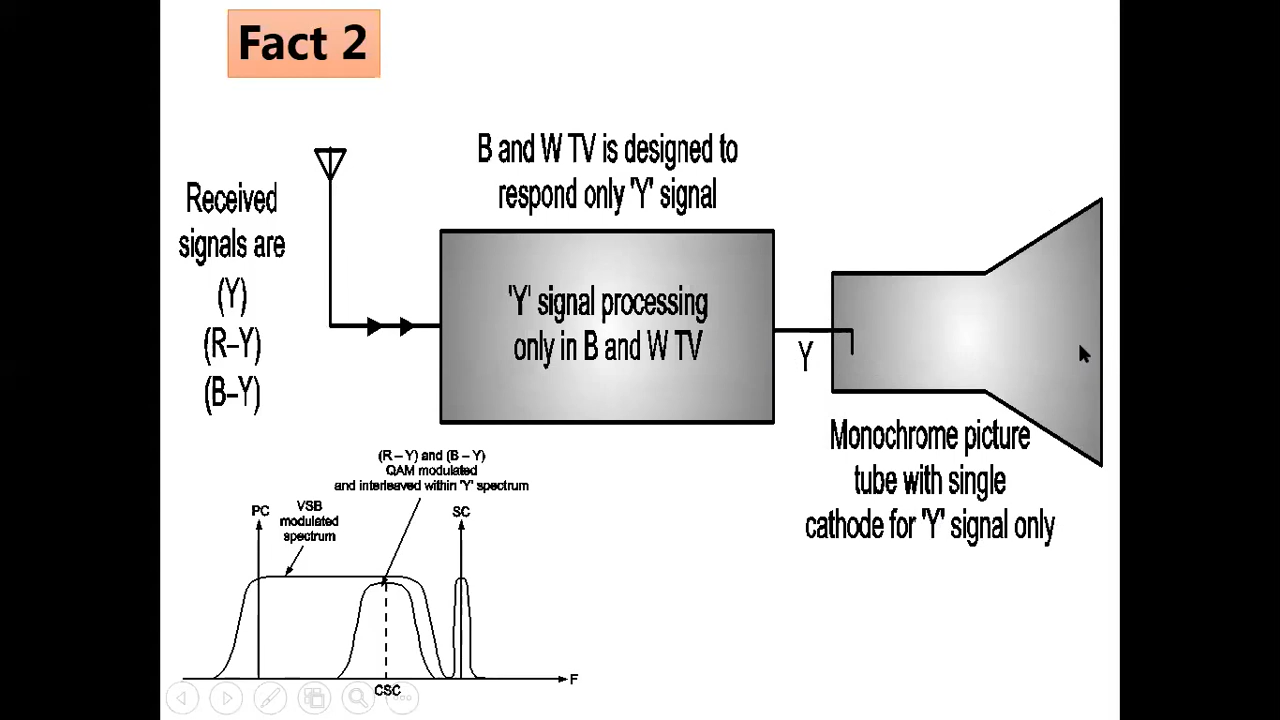 Fact 2
B and W TV is designed to
respond only 'Y' signal
Received
signals are
(Y)
(R–Y)
(B–Y)
'Y' signal processing
only in B and W TV
Y
Monochrome picture
tube with single
cathode for 'Y' signal only
(R – Y) and (B – Y)
QAM modulated
and interleaved within 'Y' spectrum
PC
VSB
modulated
spectrum
SC
CSC
F